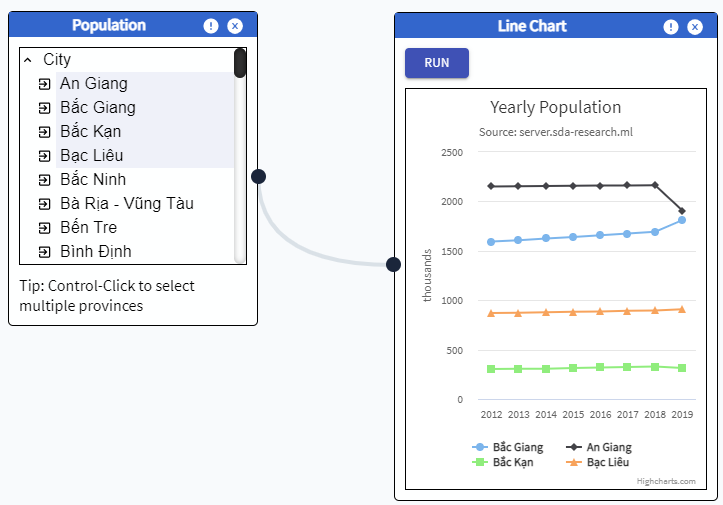 Population
City
An Giang
Bắc Giang
Bắc Kạn
Bạc Liêu
Bắc Ninh
Bà Rịa - Vũng Tàu
Bến Tre
Bình Định
Tip: Control-Click to select
multiple provinces
Line Chart
RUN
Yearly Population
Source: server.sda-research.ml
thousands
2500
2000
1500
1000
500
0
2012 2013 2014 2015 2016 2017 2018 2019
Bắc Giang An Giang
Bắc Kạn Bạc Liêu
Highcharts.com